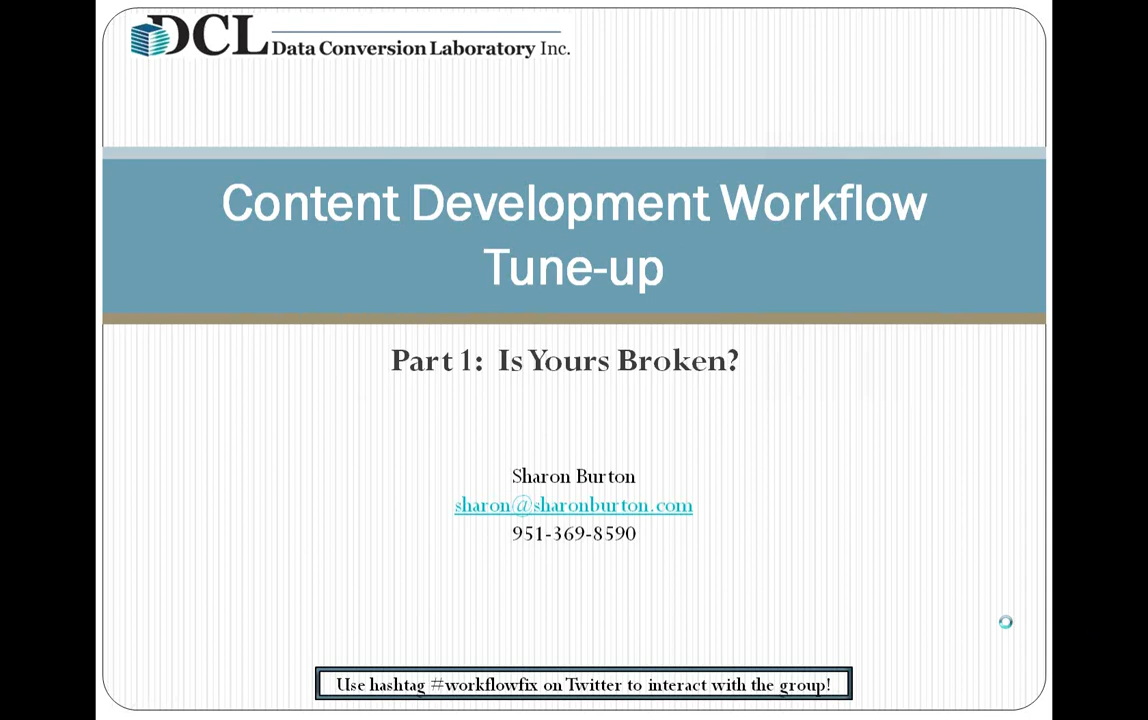 DCL
Data Conversion Laboratory Inc.
Content Development Workflow
Tune-up
Part 1: Is Yours Broken?
Sharon Burton
sharon@sharonburton.com
951-369-8590
Use hashtag #workflowfix on Twitter to interact with the group!